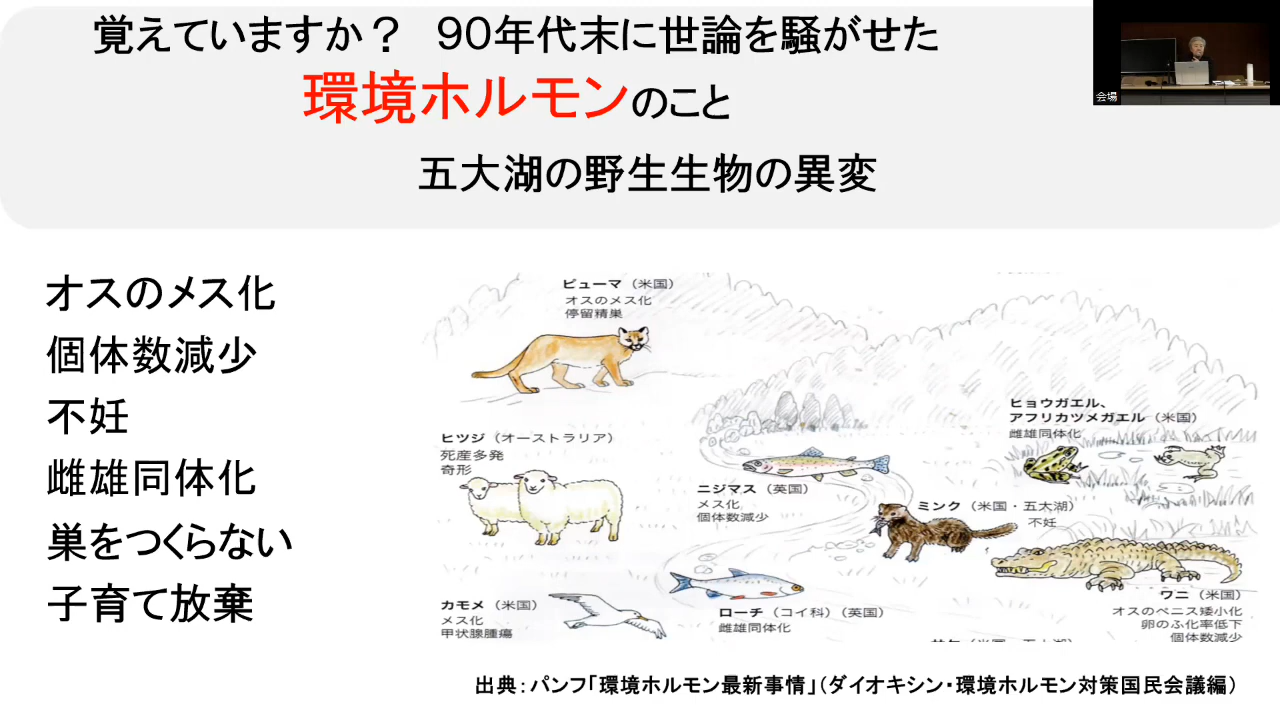 覚えていますか？　90年代末に世論を騒がせた
環境ホルモンのこと
五大湖の野生生物の異変
会場
オスのメス化
個体数減少
不妊
雌雄同体化
巣をつくらない
子育て放棄
ピューマ（米国）
オスのメス化
停留精巣
ヒツジ（オーストラリア）
死産多発
奇形
ニジマス（英国）
メス化
個体数減少
ヒョウガエル、
アフリカツメガエル（米国）
雌雄同体化
ミンク（米国・五大湖）
不妊
カモメ（米国）
メス化
甲状腺腫瘍
ローチ（コイ科）（英国）
雌雄同体化
ワニ（米国）
オスのペニス矮小化
卵のふ化率低下
個体数減少
出典：パンフ「環境ホルモン最新事情」（ダイオキシン・環境ホルモン対策国民会議編）